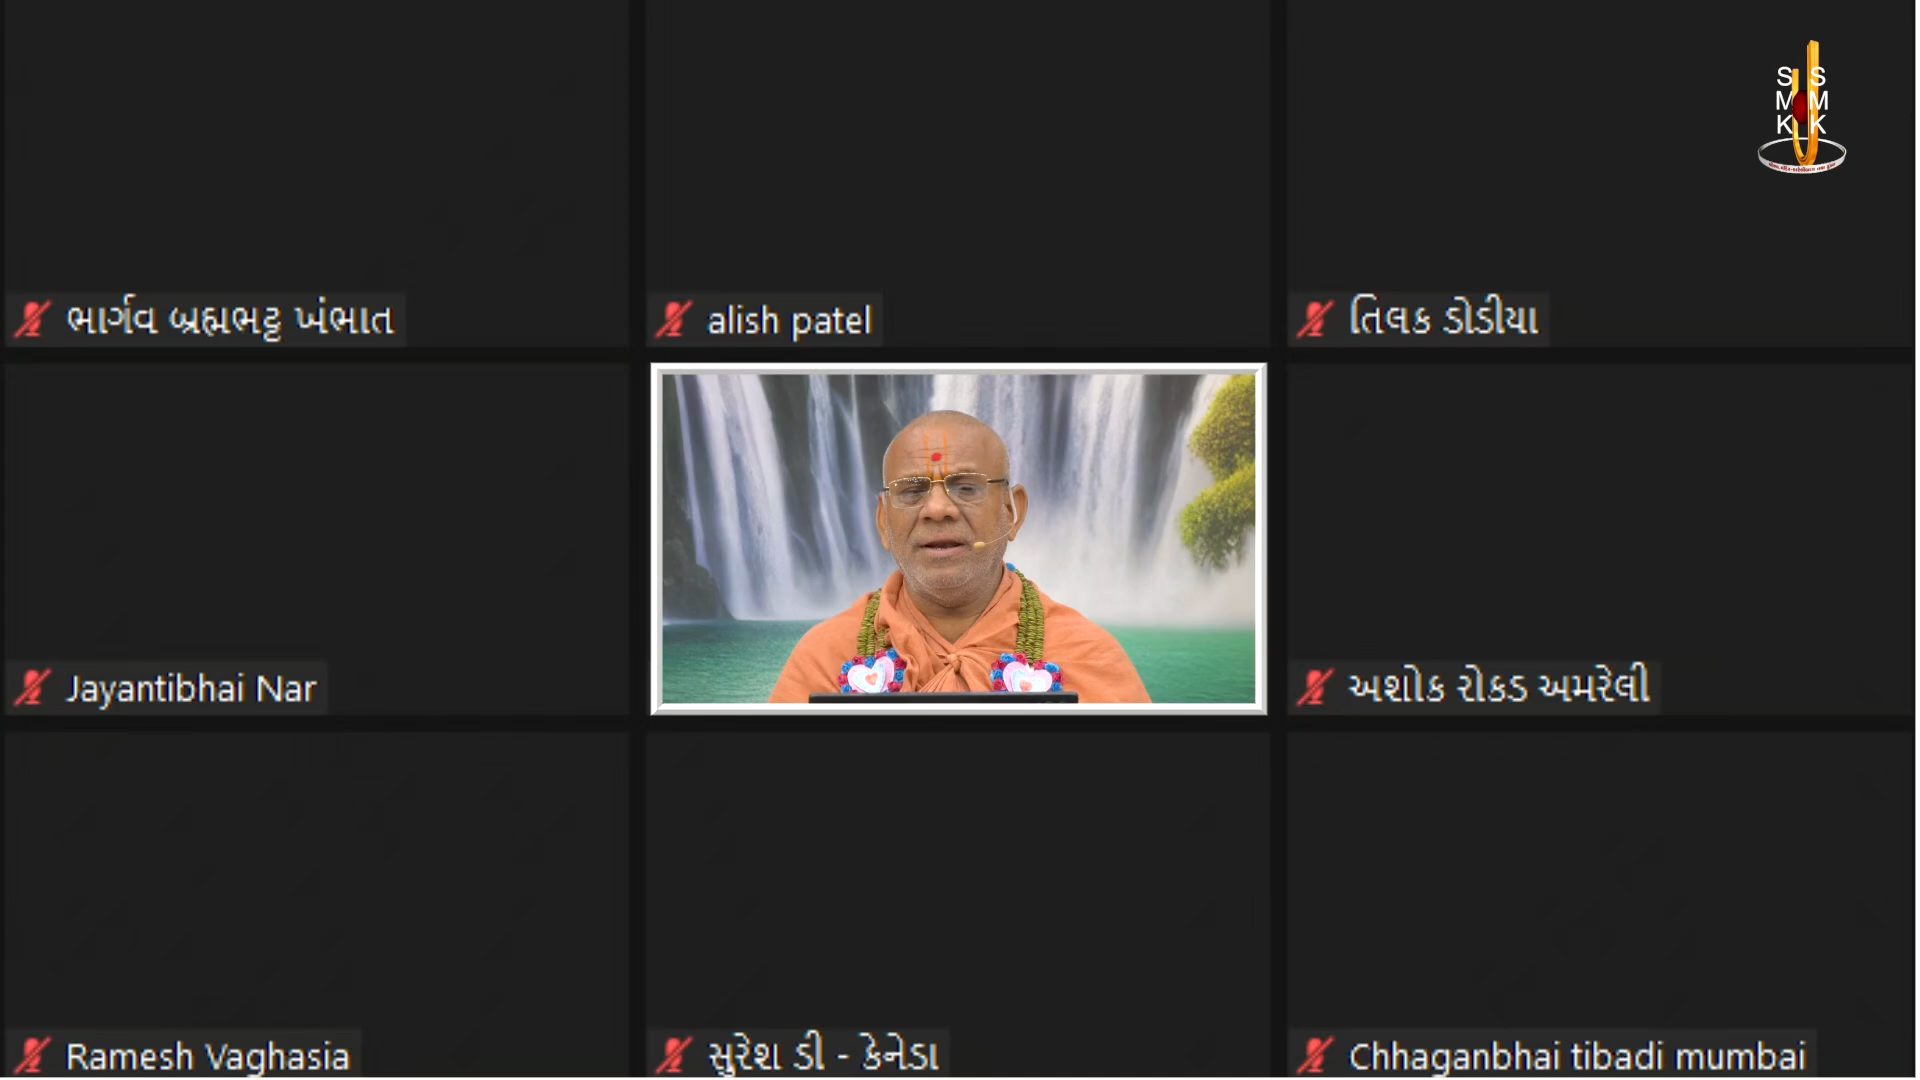 S S
M M
K K
ભાર્ગવ બ્રહ્મભટ્ટ ખંભાત
alish patel
તિલક ડોડીયા
Jayantibhai Nar
અશોક રોકડ અમરેલી
Ramesh Vaghasia
સુરેશ ડી - કેનેડા
Chhaganbhai tibadi mumbai